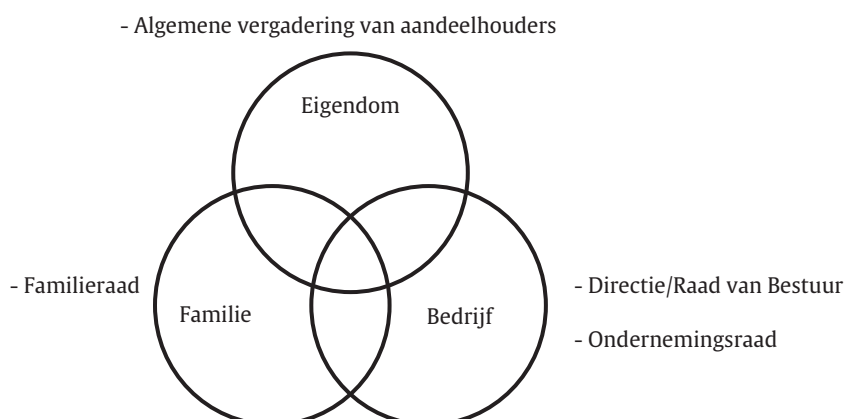 - Algemene vergadering van aandeelhouders
Eigendom
- Familieraad
Familie
Bedrijf
- Directie/Raad van Bestuur
- Ondernemingsraad